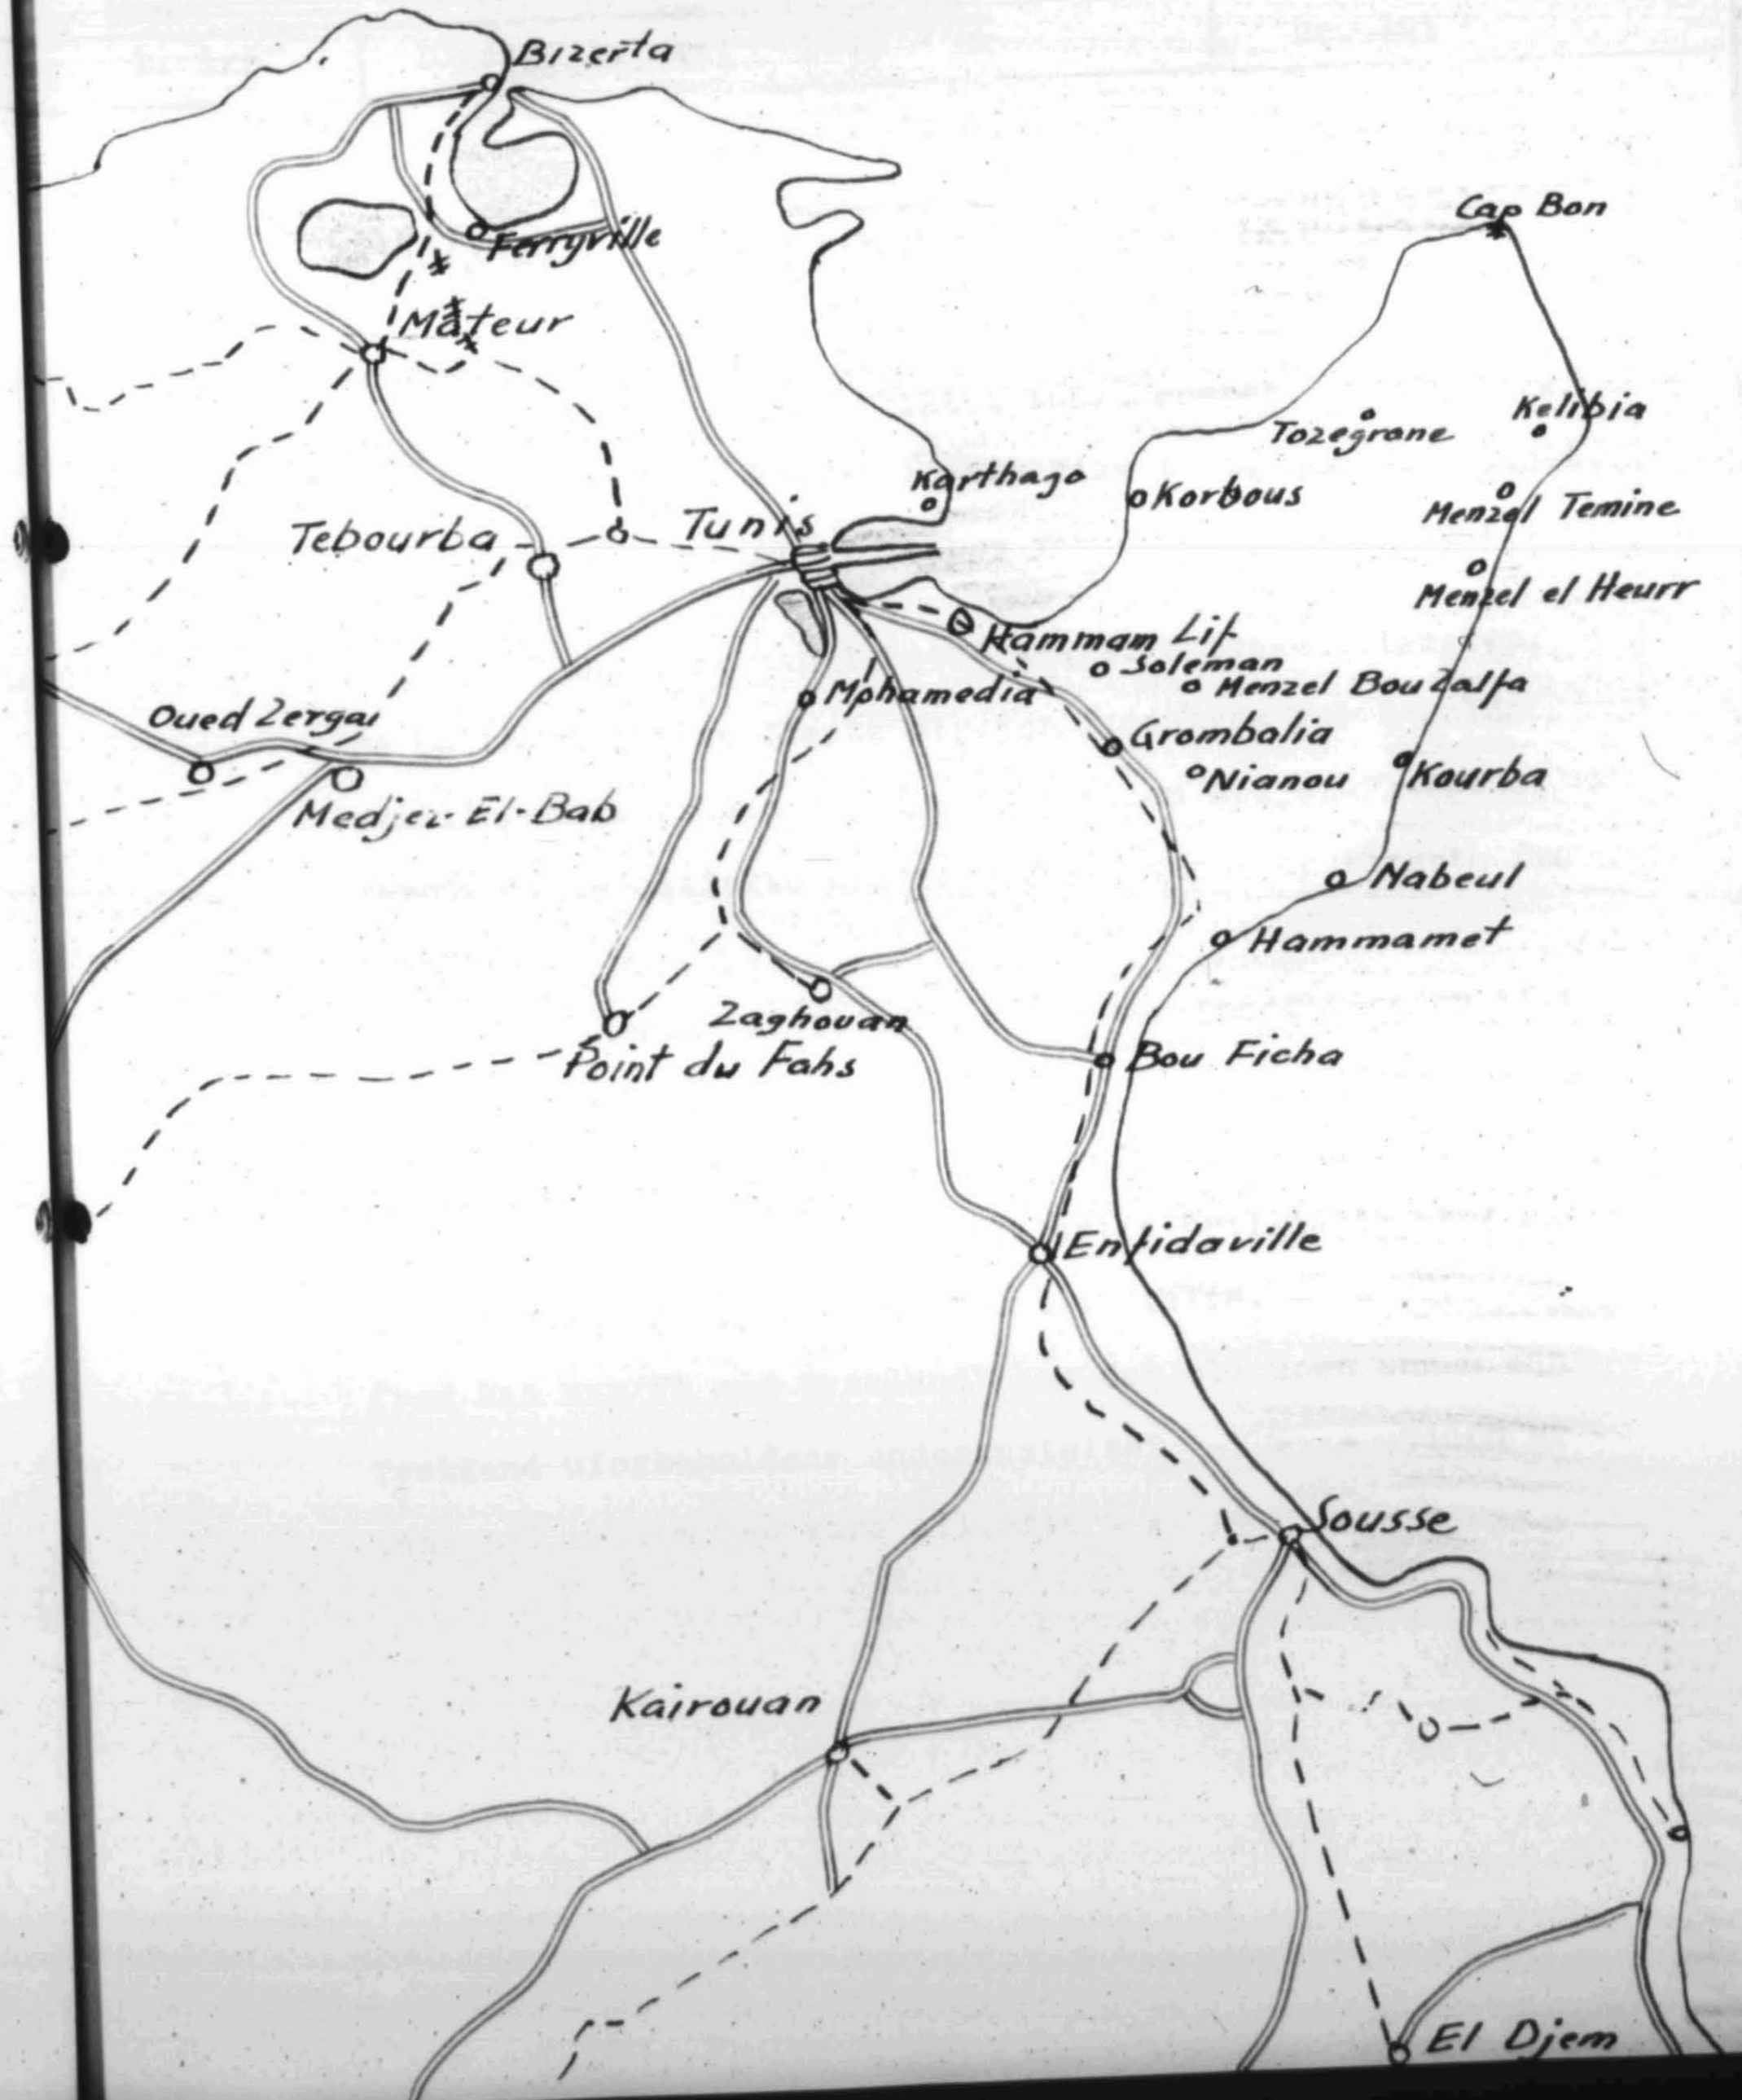 Bizerta
Cap Bon
Ferryville
Mateur
Kelibia
Tozegrane
Karthago
Korbous
Menzel Temine
Tunis
Tebourba
Menzel el Heurr
Hammam Lif
Soleman
Mohamedia
Menzel Bou Zalfa
Oued Zergai
Grombalia
Nianou
Kourba
Medjez-El-Bab
Nabeul
Hammamet
Zaghouan
Point du Fahs
Bou Ficha
Enfidaville
Sousse
Kairouan
El Djem